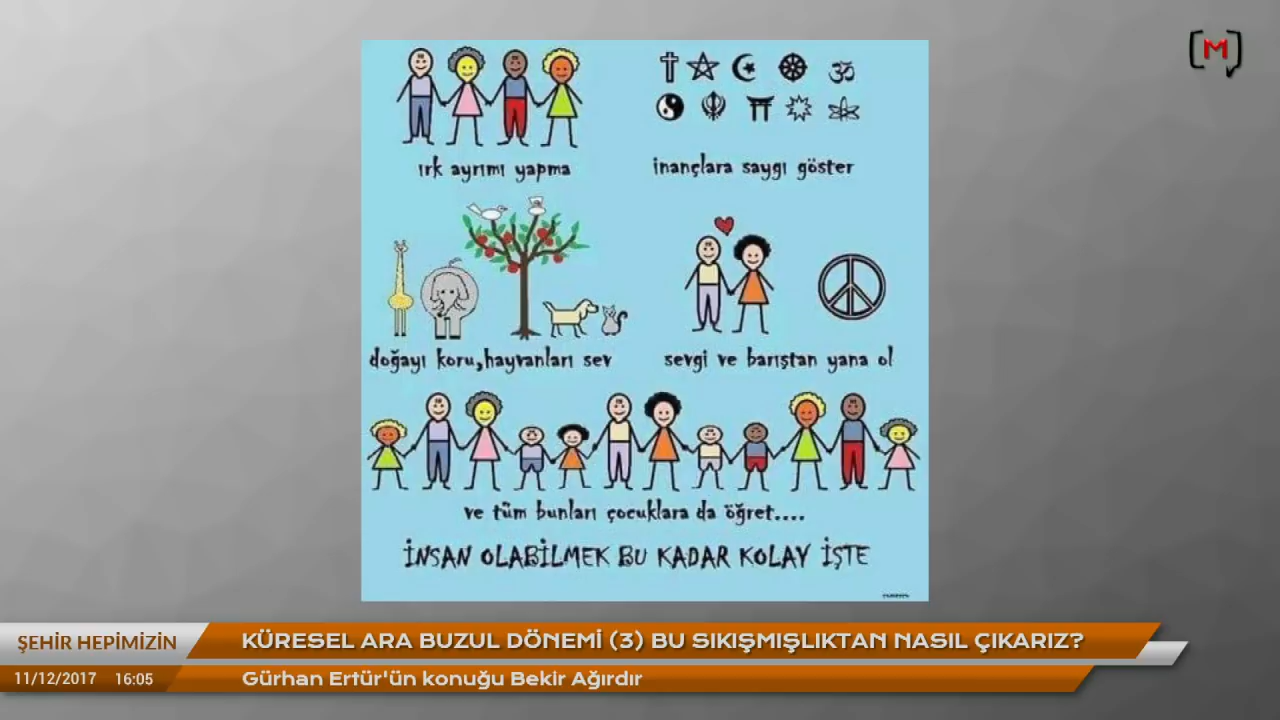 ırk ayrımı yapma
inançlara saygı göster
doğayı koru,hayvanları sev
sevgi ve barıştan yana ol
ve tüm bunları çocuklara da öğret....
İNSAN OLABİLMEK BU KADAR KOLAY İŞTE
M
ŞEHİR HEPİMİZİN
KÜRESEL ARA BUZUL DÖNEMİ (3) BU SIKIŞMIŞLIKTAN NASIL ÇIKARIZ?
11/12/2017 16:05
Gürhan Ertür'ün konuğu Bekir Ağırdır